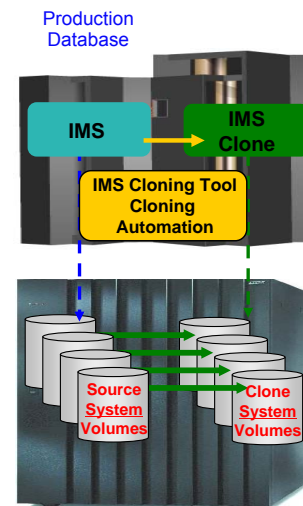 Production
Database
IMS
IMS
Clone
IMS Cloning Tool
Cloning
Automation
Source
System
Volumes
Clone
System
Volumes